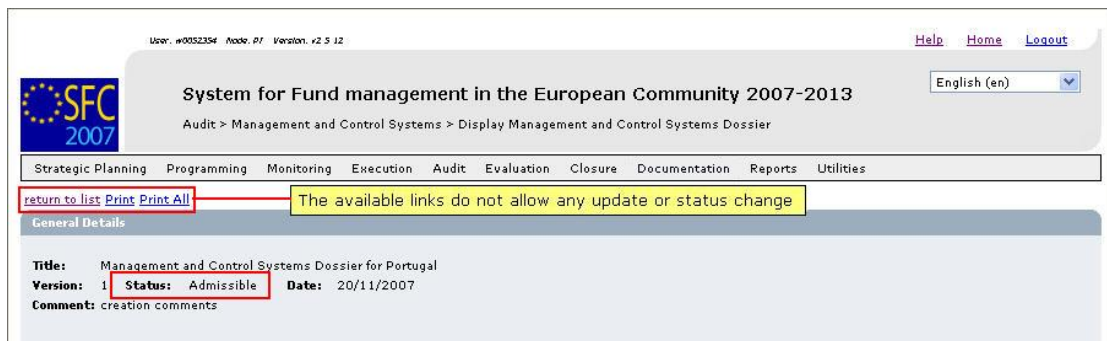 User. w0052354 Node. P1 Version. v2 5 12
Help Home Logout
SFC 2007
English (en)
System for Fund management in the European Community 2007-2013
Audit > Management and Control Systems > Display Management and Control Systems Dossier
Strategic Planning Programming Monitoring Execution Audit Evaluation Closure Documentation Reports Utilities
return to list Print Print All
The available links do not allow any update or status change
General Details
Title: Management and Control Systems Dossier for Portugal
Version: 1 Status: Admissible Date: 20/11/2007
Comment: creation comments